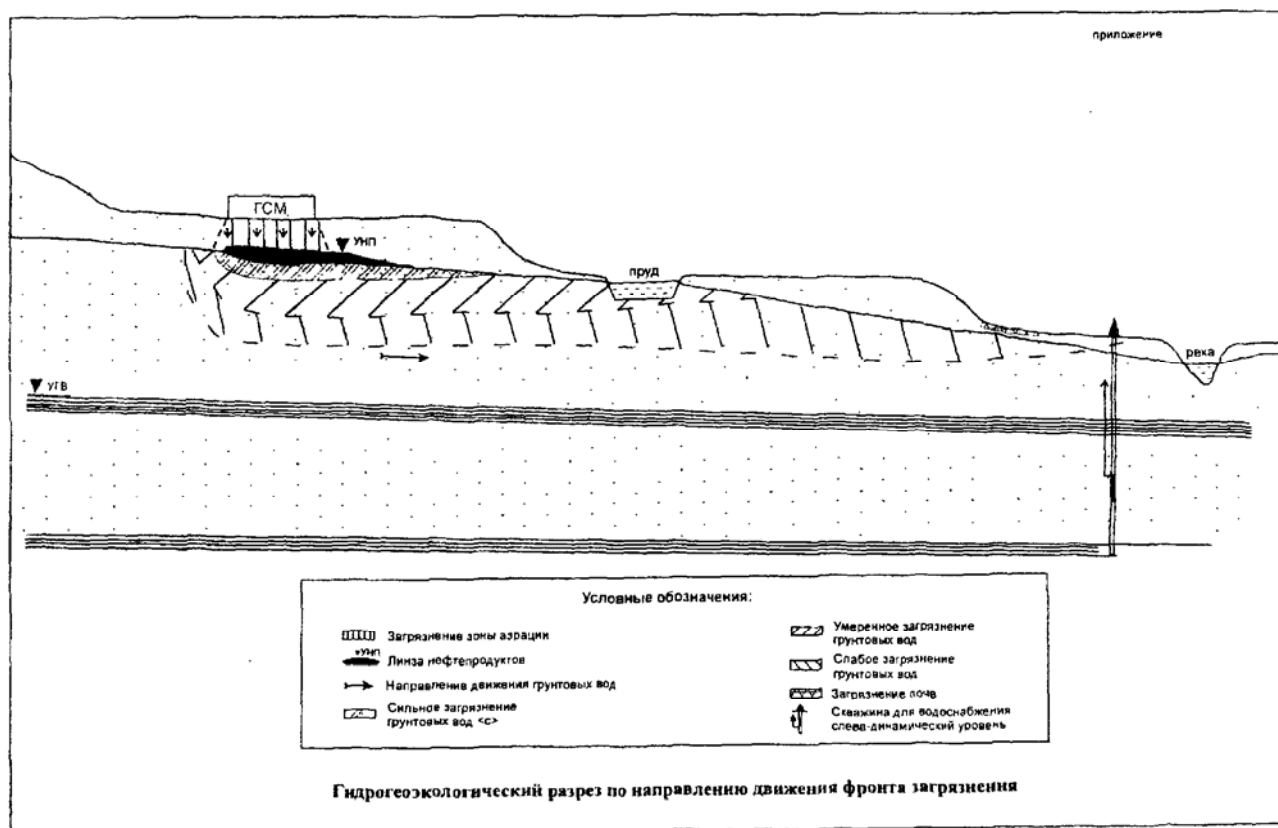 приложение
ГСМ
УНП
пруд
река
УГВ
Условные обозначения:
Загрязнение зоны аэрации
УНП
Линза нефтепродуктов
Направление движения грунтовых вод
Сильное загрязнение
грунтовых вод <с>
Умеренное загрязнение
грунтовых вод
Слабое загрязнение
грунтовых вод
Загрязнение почв
Скважина для водоснабжения
слева-динамический уровень
Гидрогеоэкологический разрез по направлению движения фронта загрязнения